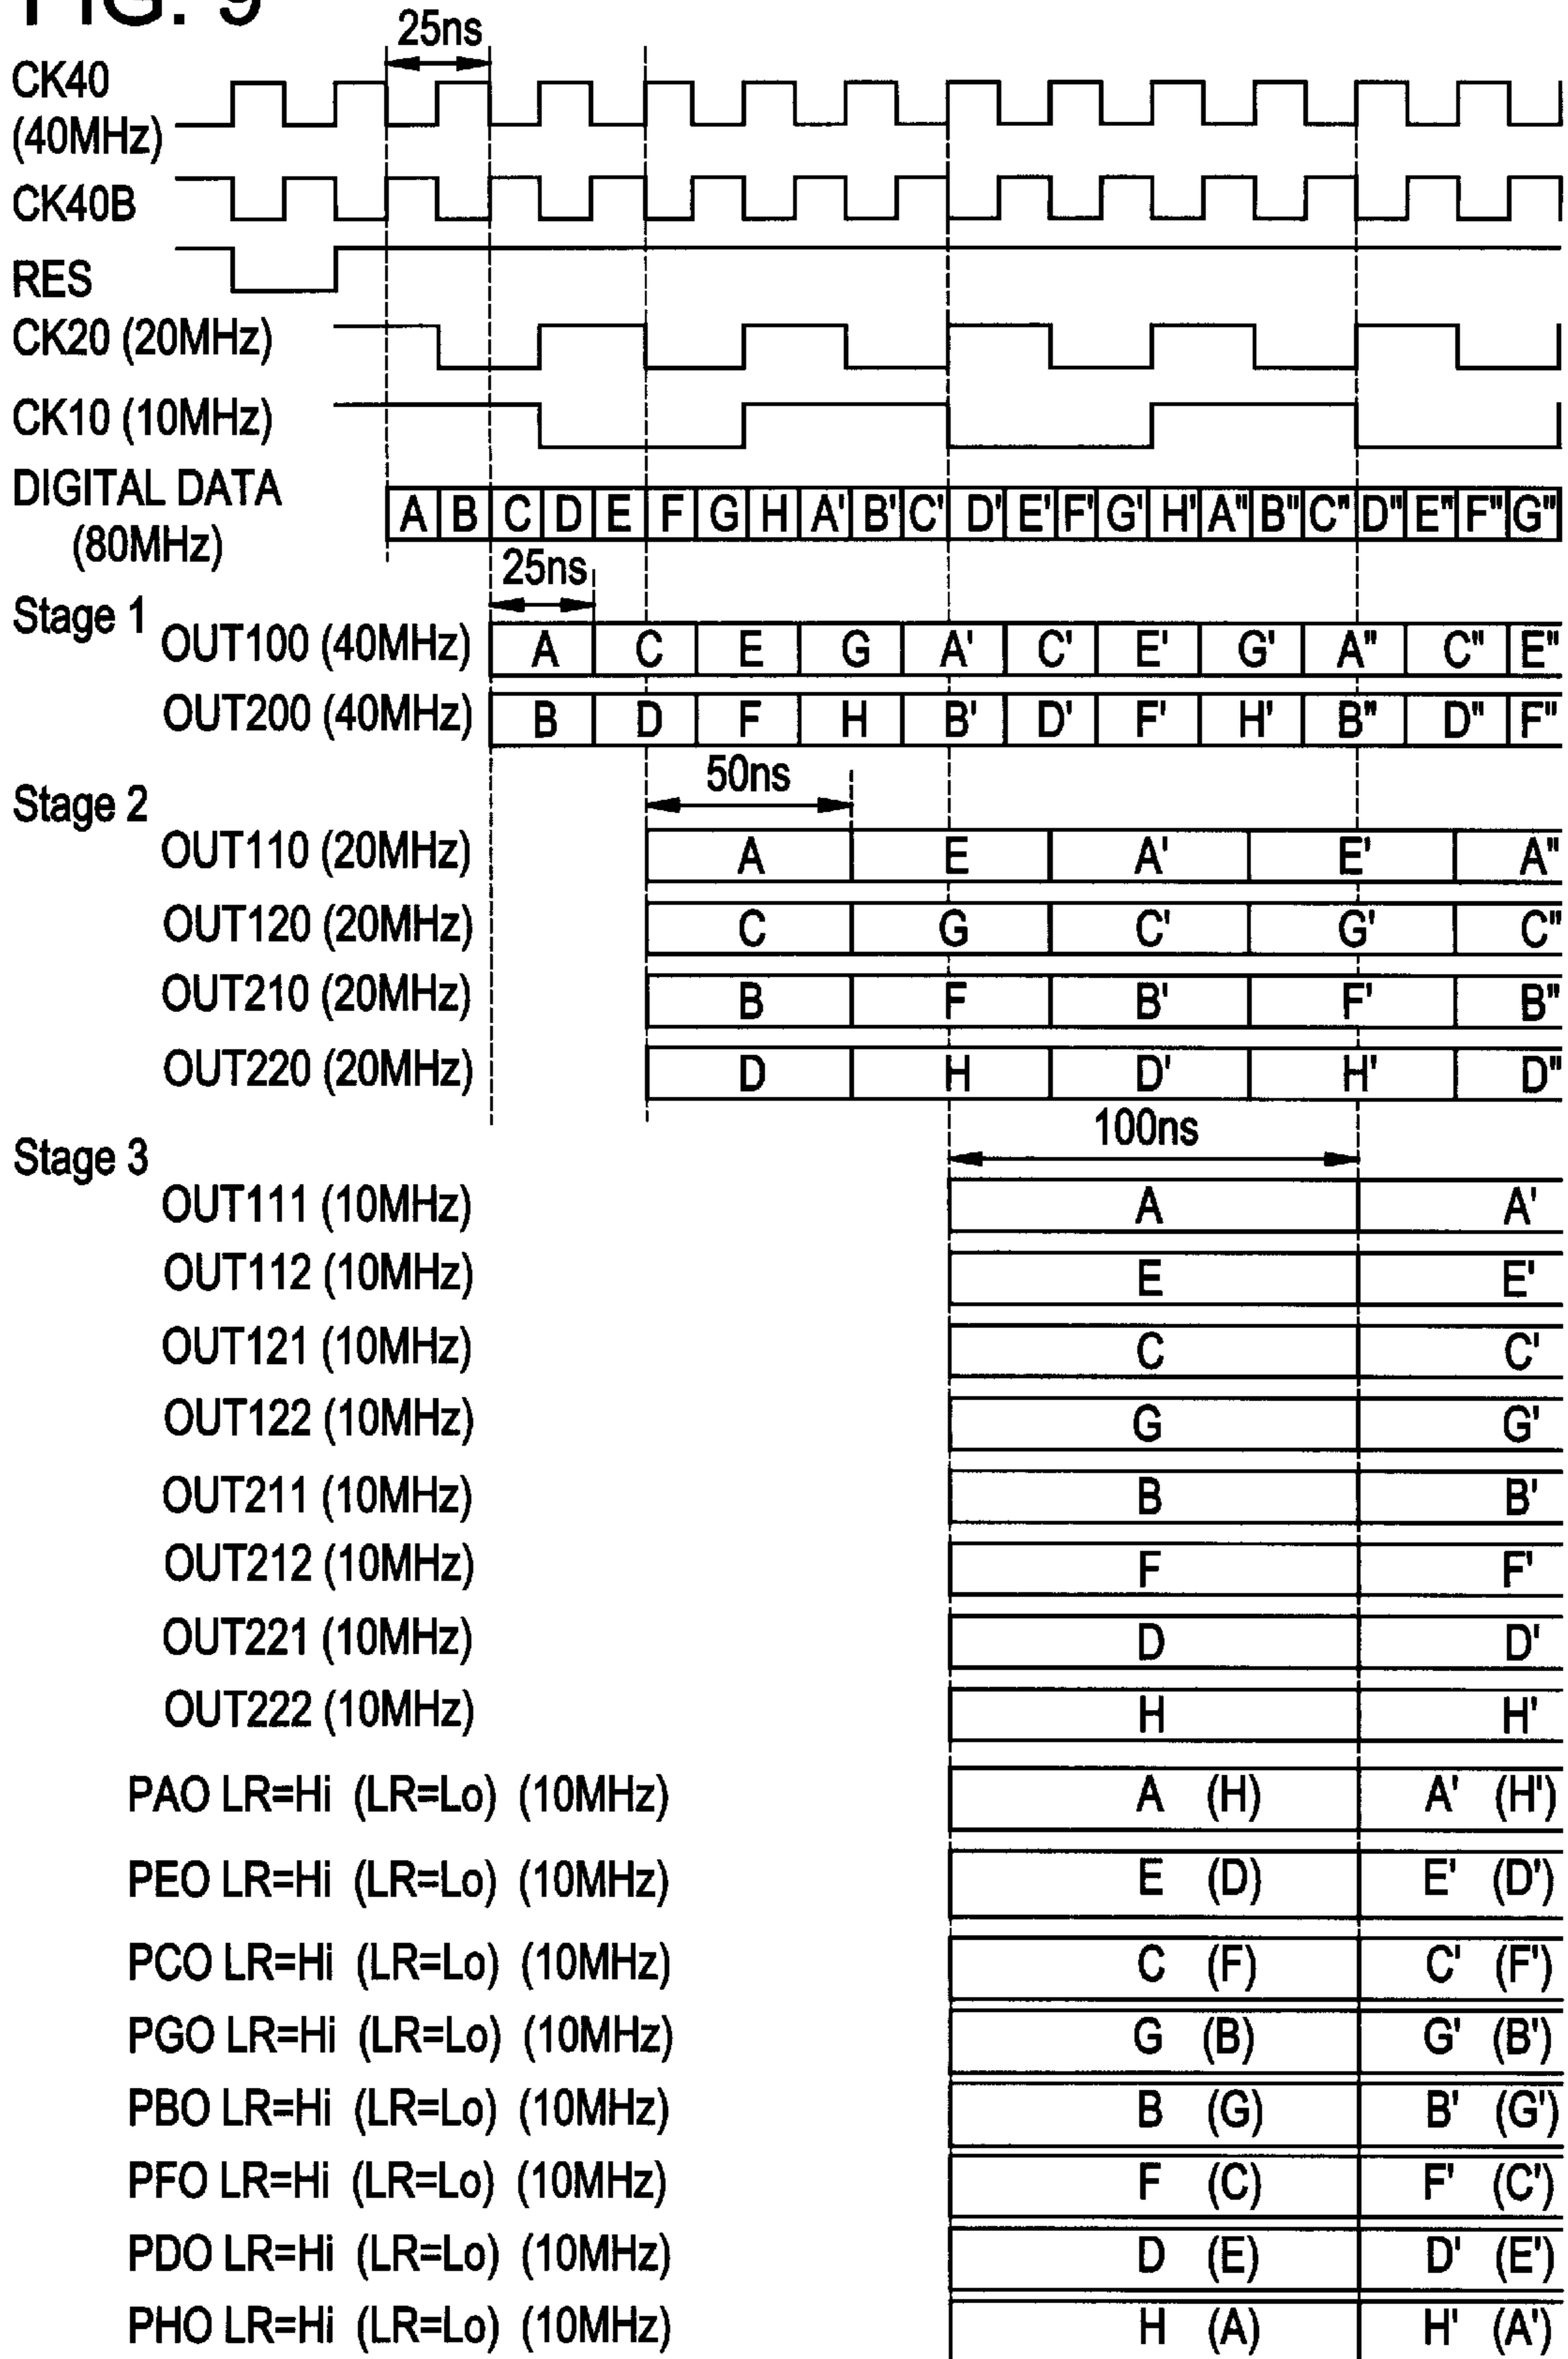 FIG. 9
25ns
CK40
(40MHz)
CK40B
RES
CK20 (20MHz)
CK10 (10MHz)
DIGITAL DATA
(80MHz)
A B C D E F G H A' B' C' D' E' F' G' H' A" B" C" D" E" F" G"
25ns
Stage 1
OUT100 (40MHz) A C E G A' C' E' G' A" C" E"
OUT200 (40MHz) B D F H B' D' F' H' B" D" F"
50ns
Stage 2
OUT110 (20MHz) A E A' E' A"
OUT120 (20MHz) C G C' G' C"
OUT210 (20MHz) B F B' F' B"
OUT220 (20MHz) D H D' H' D"
100ns
Stage 3
OUT111 (10MHz) A A'
OUT112 (10MHz) E E'
OUT121 (10MHz) C C'
OUT122 (10MHz) G G'
OUT211 (10MHz) B B'
OUT212 (10MHz) F F'
OUT221 (10MHz) D D'
OUT222 (10MHz) H H'
PAO LR=Hi (LR=Lo) (10MHz) A (H) A' (H')
PEO LR=Hi (LR=Lo) (10MHz) E (D) E' (D')
PCO LR=Hi (LR=Lo) (10MHz) C (F) C' (F')
PGO LR=Hi (LR=Lo) (10MHz) G (B) G' (B')
PBO LR=Hi (LR=Lo) (10MHz) B (G) B' (G')
PFO LR=Hi (LR=Lo) (10MHz) F (C) F' (C')
PDO LR=Hi (LR=Lo) (10MHz) D (E) D' (E')
PHO LR=Hi (LR=Lo) (10MHz) H (A) H' (A')